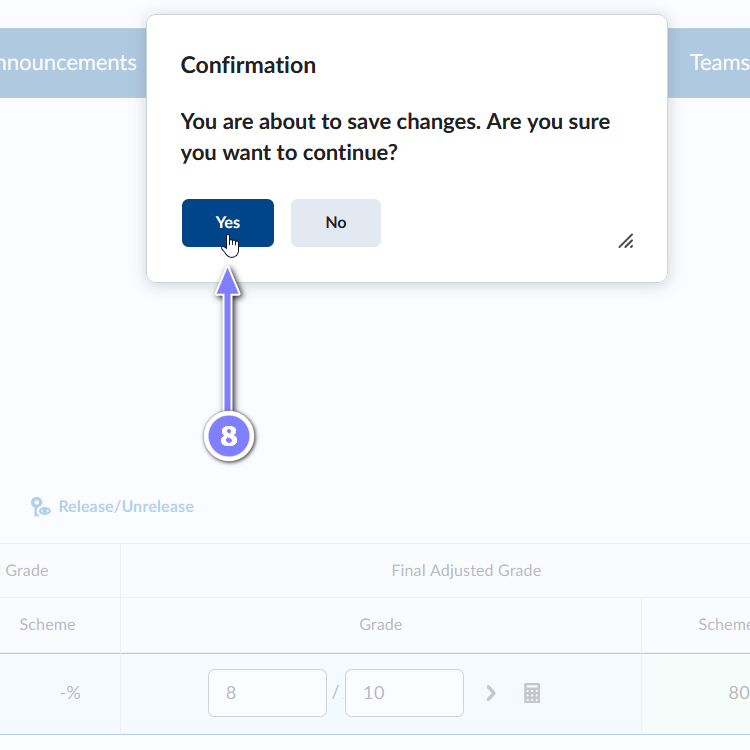 nnouncements
Teams
Confirmation
You are about to save changes. Are you sure
you want to continue?
Yes No
8
Release/Unrelease
Grade Final Adjusted Grade
Scheme Grade Scheme
-% 8 / 10 80